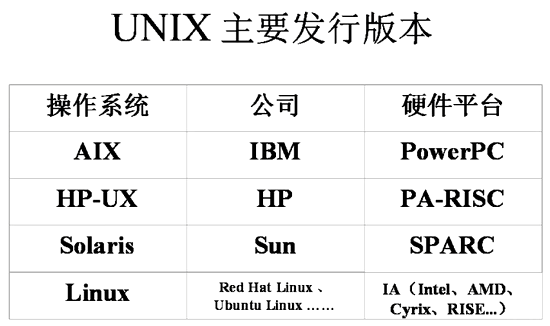 UNIX 主要发行版本
操作系统 公司 硬件平台
AIX IBM PowerPC
HP-UX HP PA-RISC
Solaris Sun SPARC
Linux Red Hat Linux 、 IA（Intel、AMD、
Ubuntu Linux …… Cyrix、RISE...）